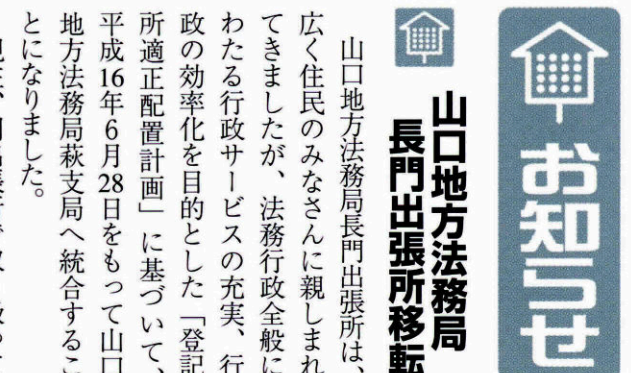 お知らせ
山口地方法務局
長門出張所移転
山口地方法務局長門出張所は、
広く住民のみなさんに親しまれ
てきましたが、法務行政全般に
わたる行政サービスの充実、行
政の効率化を目的とした「登記
所適正配置計画」に基づいて、
平成16年6月28日をもって山口
地方法務局萩支局へ統合するこ
とになりました。